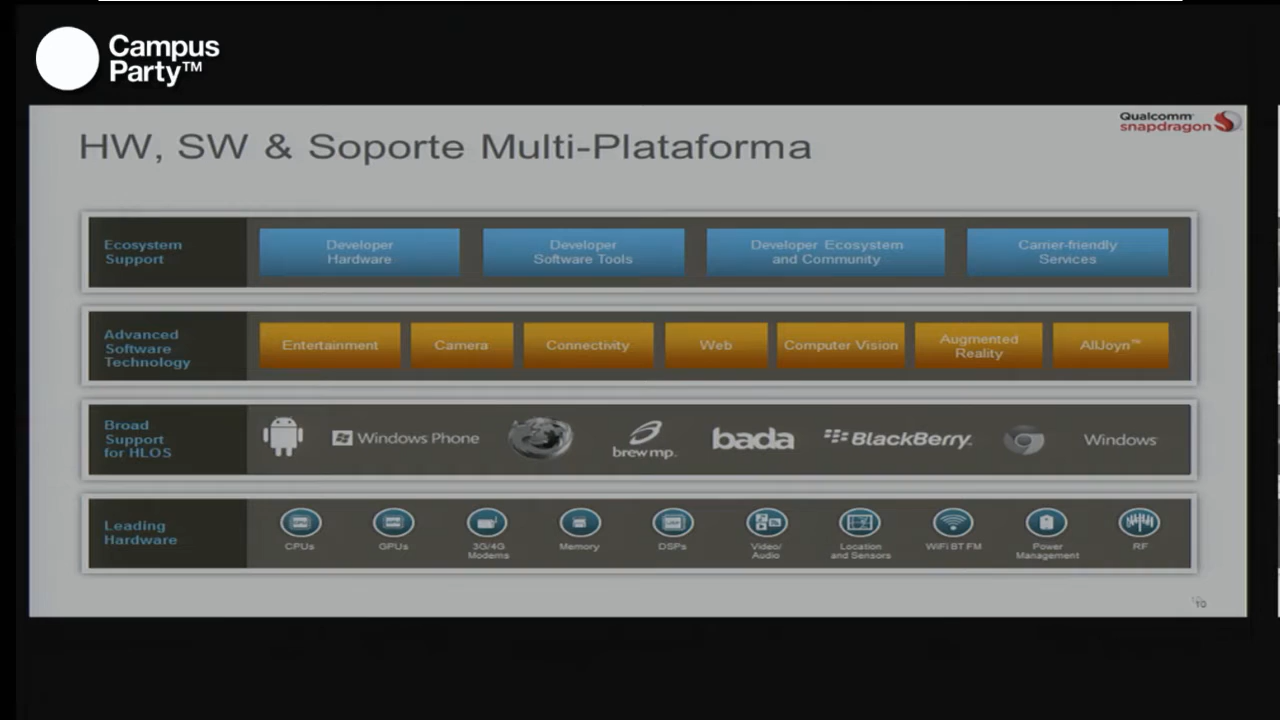 Campus
Party™
Qualcomm
snapdragon
HW, SW & Soporte Multi-Plataforma
Ecosystem
Support
Developer
Hardware
Developer
Software Tools
Developer Ecosystem
and Community
Carrier-friendly
Services
Advanced
Software
Technology
Entertainment
Camera
Connectivity
Web
Computer Vision
Augmented
Reality
AllJoyn™
Broad
Support
for HLOS
Windows Phone
brew mp.
bada
BlackBerry.
Windows
Leading
Hardware
CPUs
GPUs
3G/4G
Modems
Memory
DSPs
Video/
Audio
Location
and Sensors
WiFi BT FM
Power
Management
RF
10